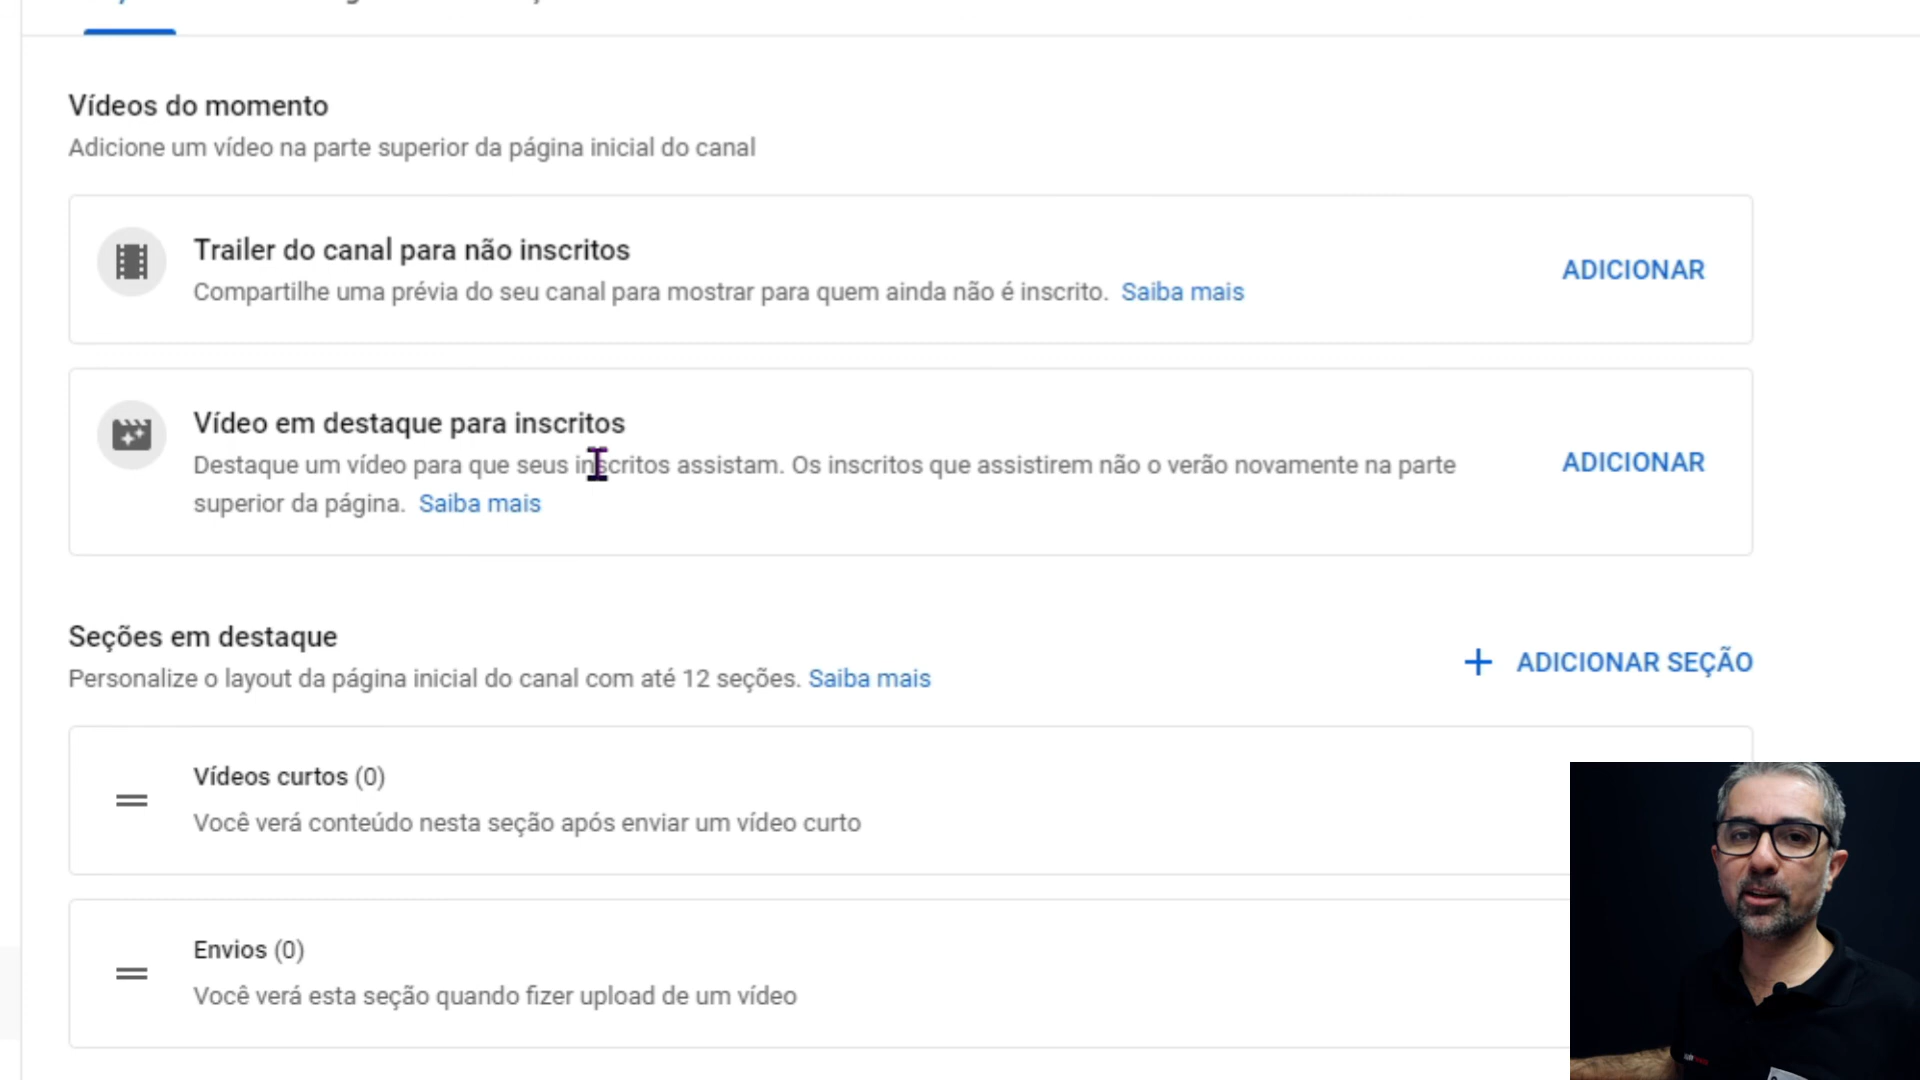 Vídeos do momento
Adicione um vídeo na parte superior da página inicial do canal
Trailer do canal para não inscritos
Compartilhe uma prévia do seu canal para mostrar para quem ainda não é inscrito. Saiba mais
ADICIONAR
Vídeo em destaque para inscritos
Destaque um vídeo para que seus inscritos assistam. Os inscritos que assistirem não o verão novamente na parte
superior da página. Saiba mais
ADICIONAR
Seções em destaque
Personalize o layout da página inicial do canal com até 12 seções. Saiba mais
+ ADICIONAR SEÇÃO
Vídeos curtos (0)
Você verá conteúdo nesta seção após enviar um vídeo curto
Envios (0)
Você verá esta seção quando fizer upload de um vídeo